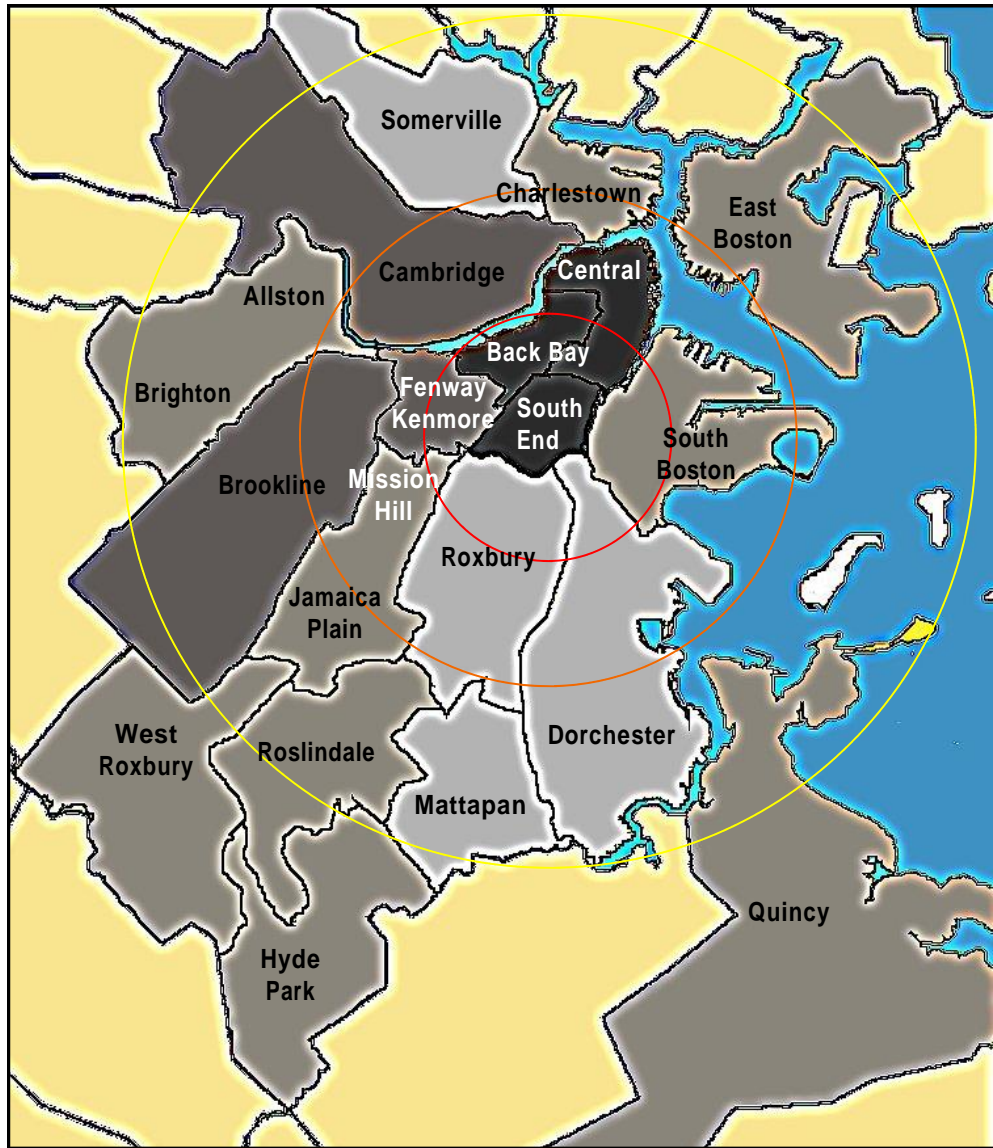 Somerville
Charlestown
East
Boston
Central
Cambridge
Allston
Back Bay
Brighton
Fenway
Kenmore
South
End
South
Boston
Brookline
Mission
Hill
Roxbury
Jamaica
Plain
West
Roxbury
Roslindale
Dorchester
Mattapan
Quincy
Hyde
Park